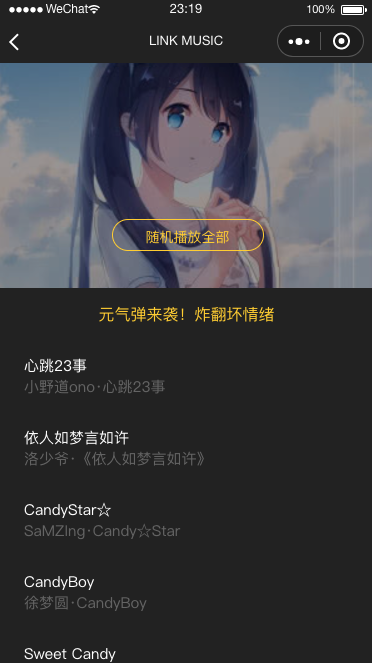 WeChat
23:19
100%
LINK MUSIC
随机播放全部
元气弹来袭！炸翻坏情绪
心跳23事
小野道ono·心跳23事
依人如梦言如许
洛少爷·《依人如梦言如许》
CandyStar☆
SaMZIng·Candy☆Star
CandyBoy
徐梦圆·CandyBoy
Sweet Candy